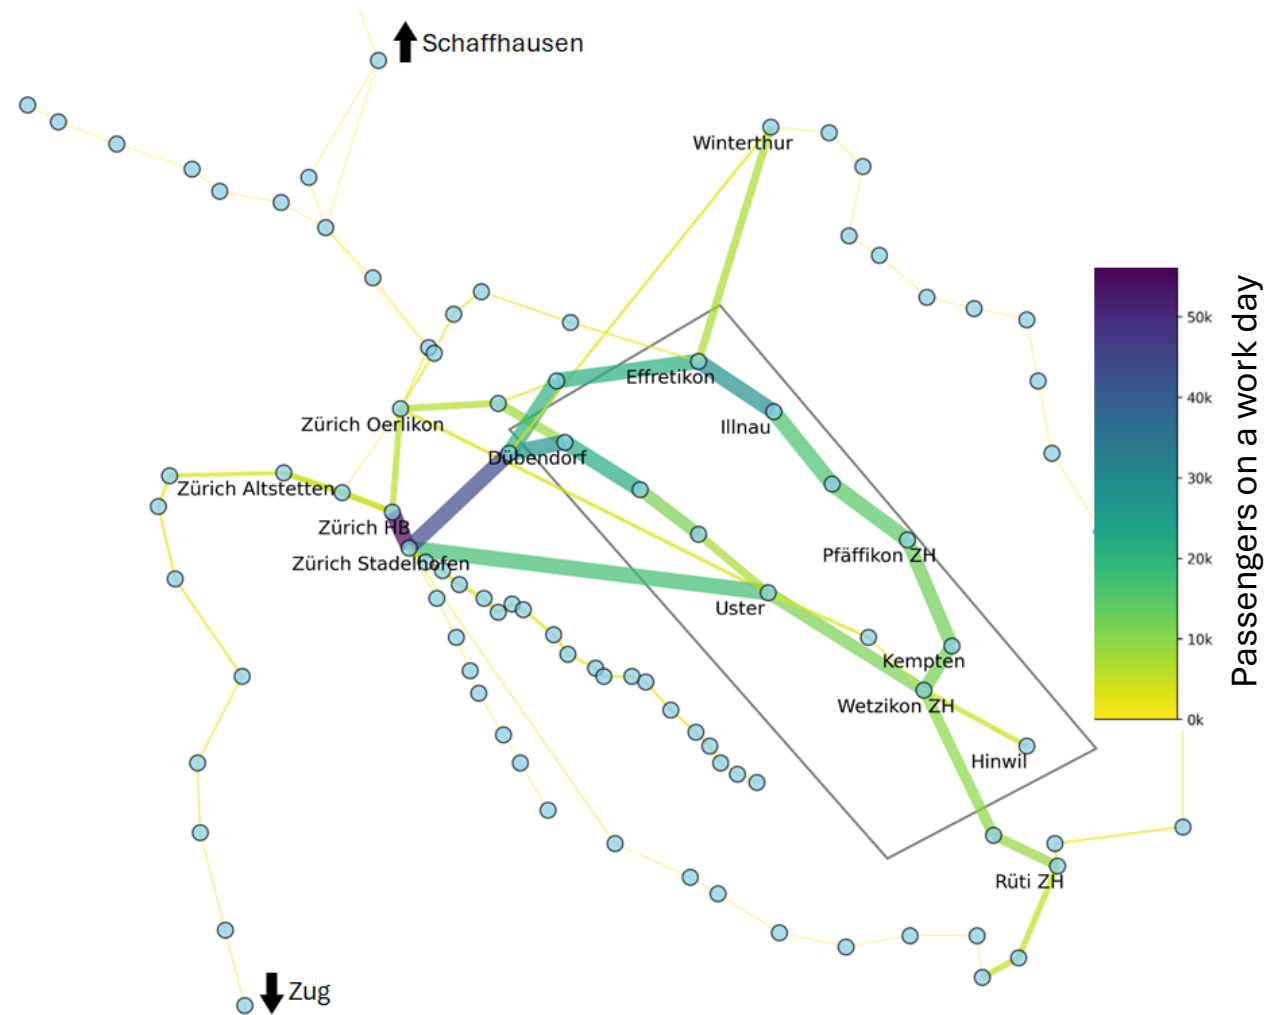 Schaffhausen
Winterthur
Effretikon
Illnau
Zürich Oerlikon
Dübendorf
Zürich Altstetten
Zürich HB
Zürich Stadelhofen
Pfäffikon ZH
Uster
Kempten
Wetzikon ZH
Hinwil
Rüti ZH
Zug
50k
40k
30k
20k
10k
0k
Passengers on a work day